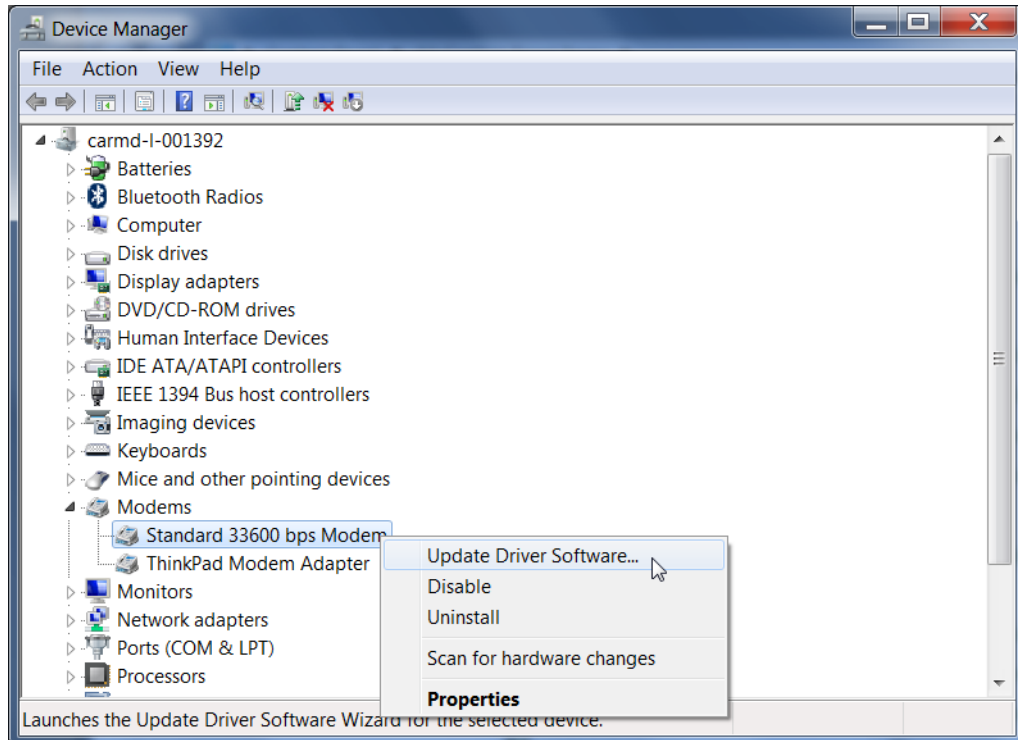 Device Manager
File Action View Help
carmd-l-001392
Batteries
Bluetooth Radios
Computer
Disk drives
Display adapters
DVD/CD-ROM drives
Human Interface Devices
IDE ATA/ATAPI controllers
IEEE 1394 Bus host controllers
Imaging devices
Keyboards
Mice and other pointing devices
Modems
Standard 33600 bps Modem
ThinkPad Modem Adapter
Monitors
Network adapters
Ports (COM & LPT)
Processors
Update Driver Software...
Disable
Uninstall
Scan for hardware changes
Properties
Launches the Update Driver Software Wizard for the selected device.